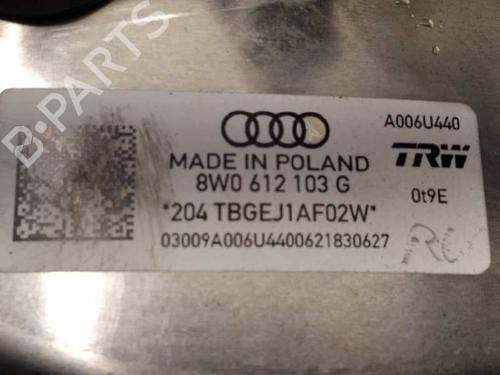 B-PARTS
A006U440
MADE IN POLAND
TRW
8W0 612 103 G
*204 TBGEJ1AF02W*
0t9E
03009A006U4400621830627